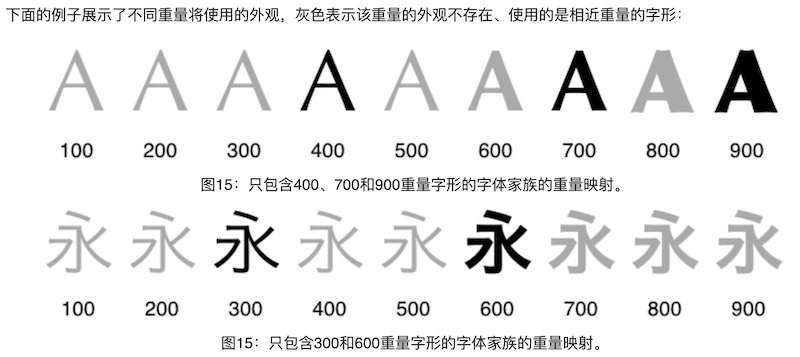 下面的例子展示了不同重量将使用的外观，灰色表示该重量的外观不存在、使用的是相近重量的字形：
A A A A A A A A A
100 200 300 400 500 600 700 800 900
图15：只包含400、700和900重量字形的字体家族的重量映射。
永 永 永 永 永 永 永 永 永
100 200 300 400 500 600 700 800 900
图15：只包含300和600重量字形的字体家族的重量映射。